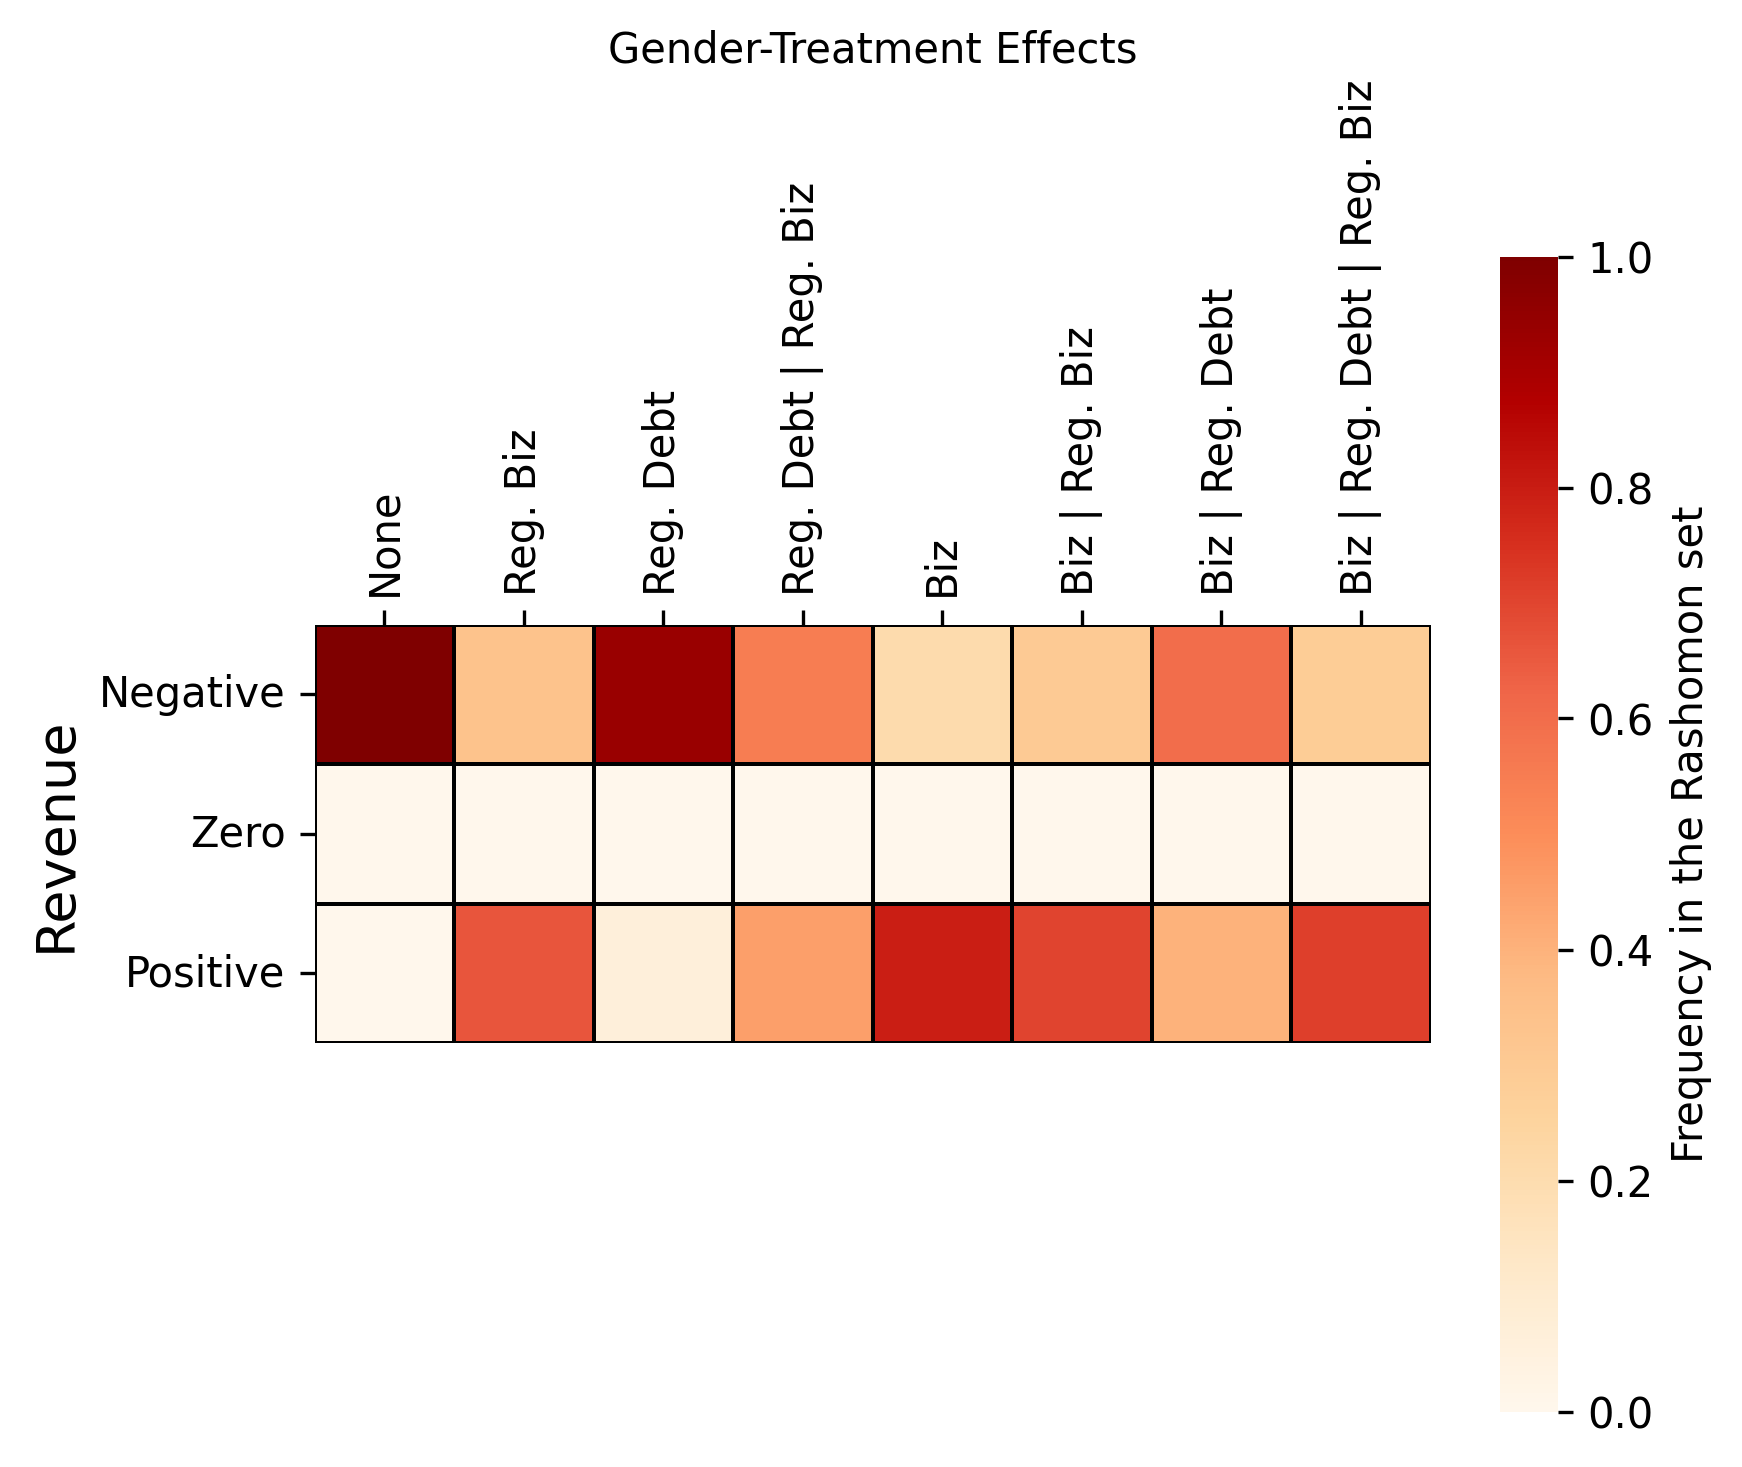 Gender-Treatment Effects
None
Reg. Biz
Reg. Debt
Reg. Debt | Reg. Biz
Biz
Biz | Reg. Biz
Biz | Reg. Debt
Biz | Reg. Debt | Reg. Biz
Revenue
Negative
Zero
Positive
1.0
0.8
0.6
0.4
0.2
0.0
Frequency in the Rashomon set